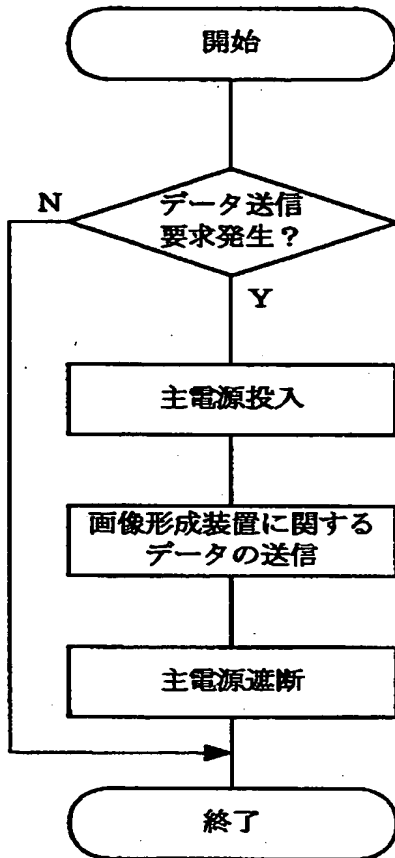 開始
N
データ送信
要求発生？
Y
主電源投入
画像形成装置に関する
データの送信
主電源遮断
終了